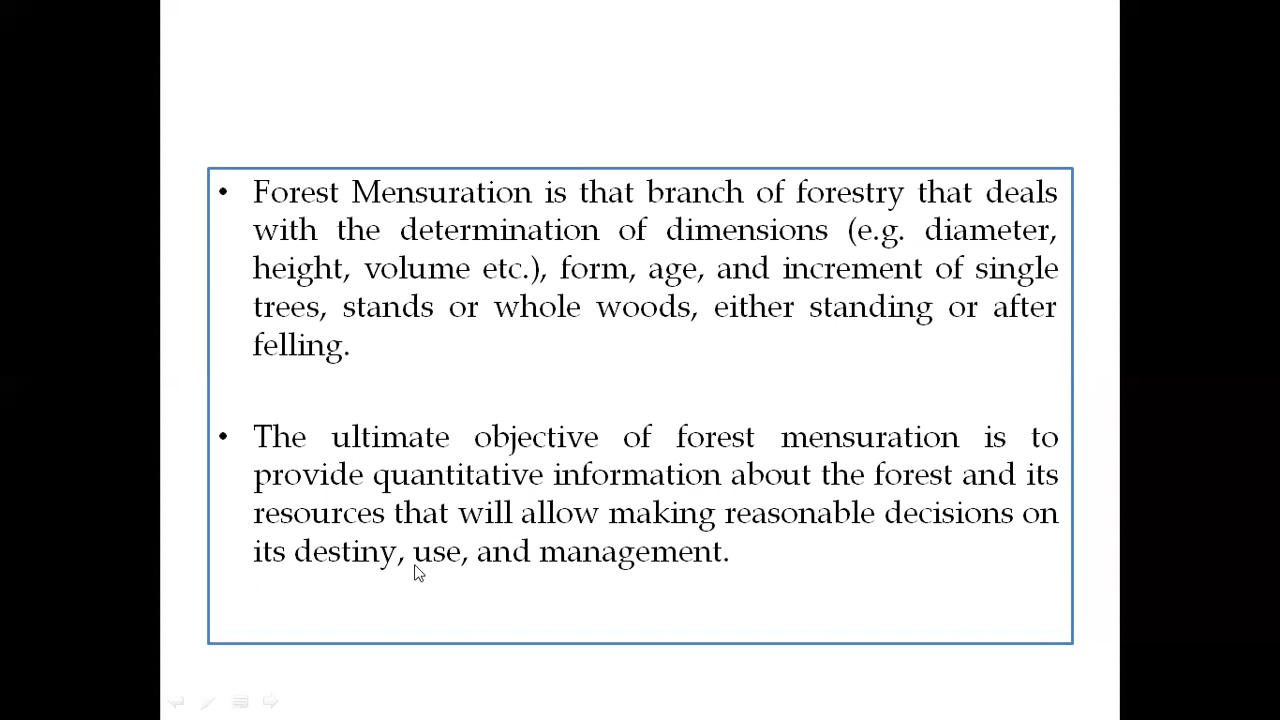 • Forest Mensuration is that branch of forestry that deals
with the determination of dimensions (e.g. diameter,
height, volume etc.), form, age, and increment of single
trees, stands or whole woods, either standing or after
felling.
• The ultimate objective of forest mensuration is to
provide quantitative information about the forest and its
resources that will allow making reasonable decisions on
its destiny, use, and management.